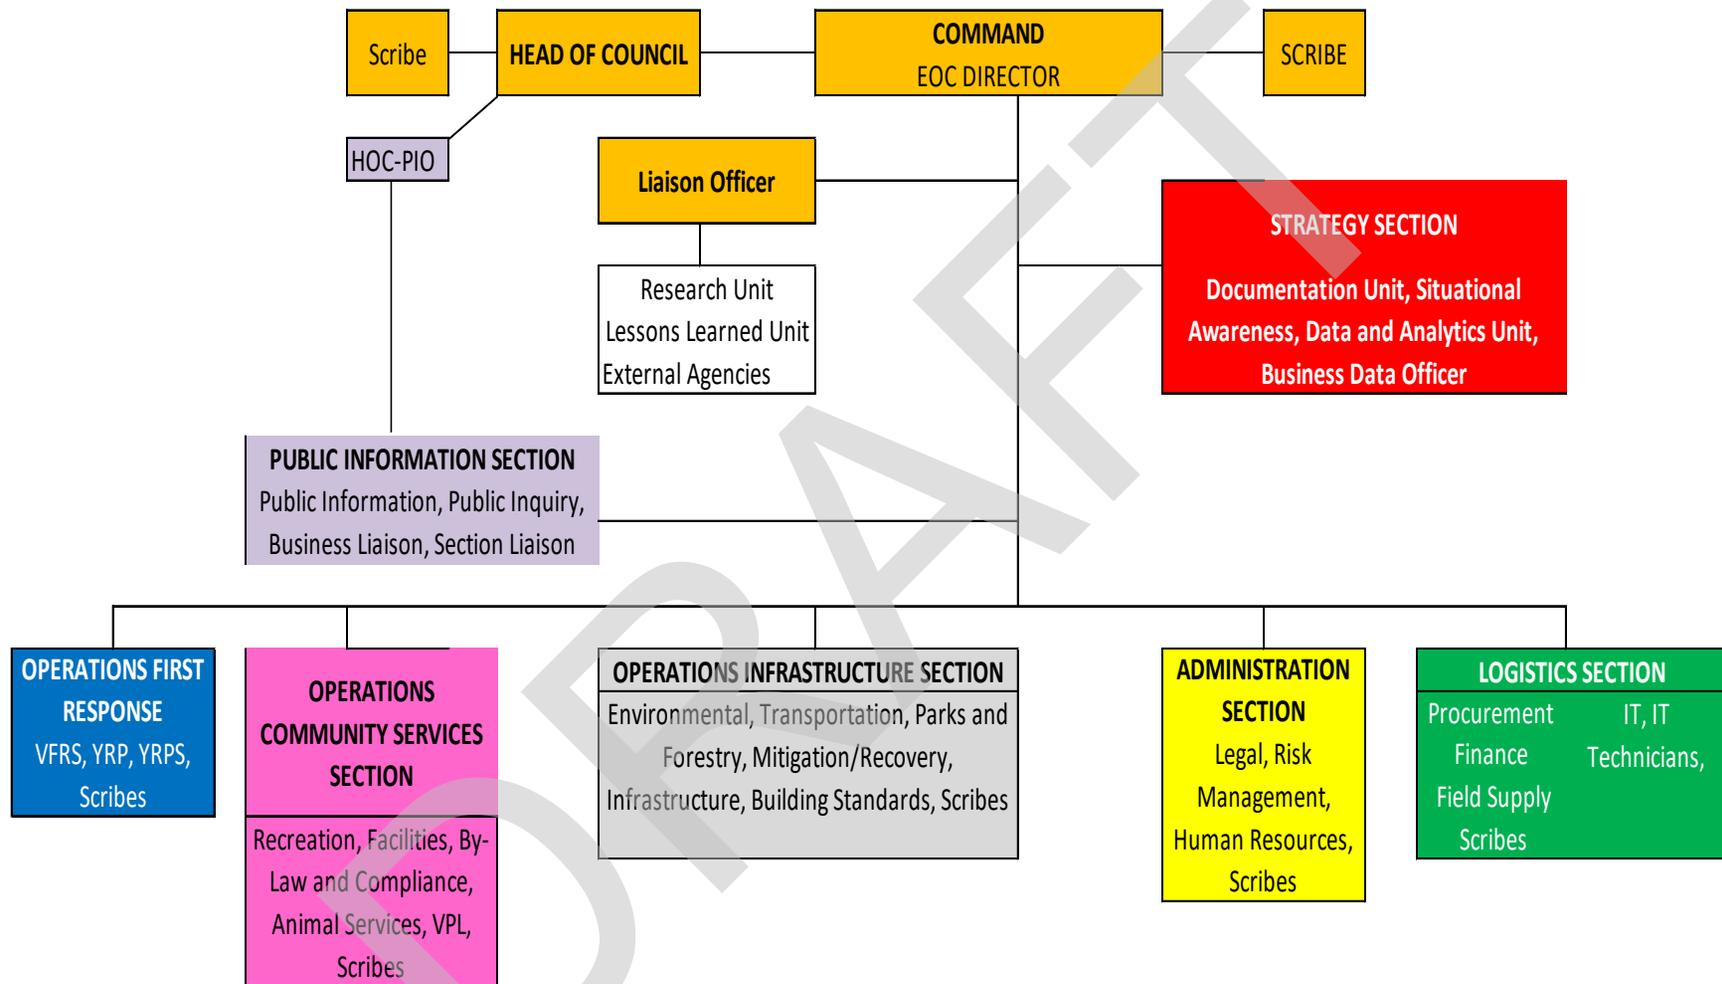 Scribe
HEAD OF COUNCIL
COMMAND
EOC DIRECTOR
SCRIBE
HOC-PIO
Liaison Officer
Research Unit
Lessons Learned Unit
External Agencies
STRATEGY SECTION
Documentation Unit, Situational
Awareness, Data and Analytics Unit,
Business Data Officer
PUBLIC INFORMATION SECTION
Public Information, Public Inquiry,
Business Liaison, Section Liaison
OPERATIONS FIRST
RESPONSE
VFRS, YRP, YRPS,
Scribes
OPERATIONS
COMMUNITY SERVICES
SECTION
Recreation, Facilities, By-
Law and Compliance,
Animal Services, VPL,
Scribes
OPERATIONS INFRASTRUCTURE SECTION
Environmental, Transportation, Parks and
Forestry, Mitigation/Recovery,
Infrastructure, Building Standards, Scribes
ADMINISTRATION
SECTION
Legal, Risk
Management,
Human Resources,
Scribes
LOGISTICS SECTION
Procurement
Finance
Field Supply
Scribes
IT, IT
Technicians,
DRAFT